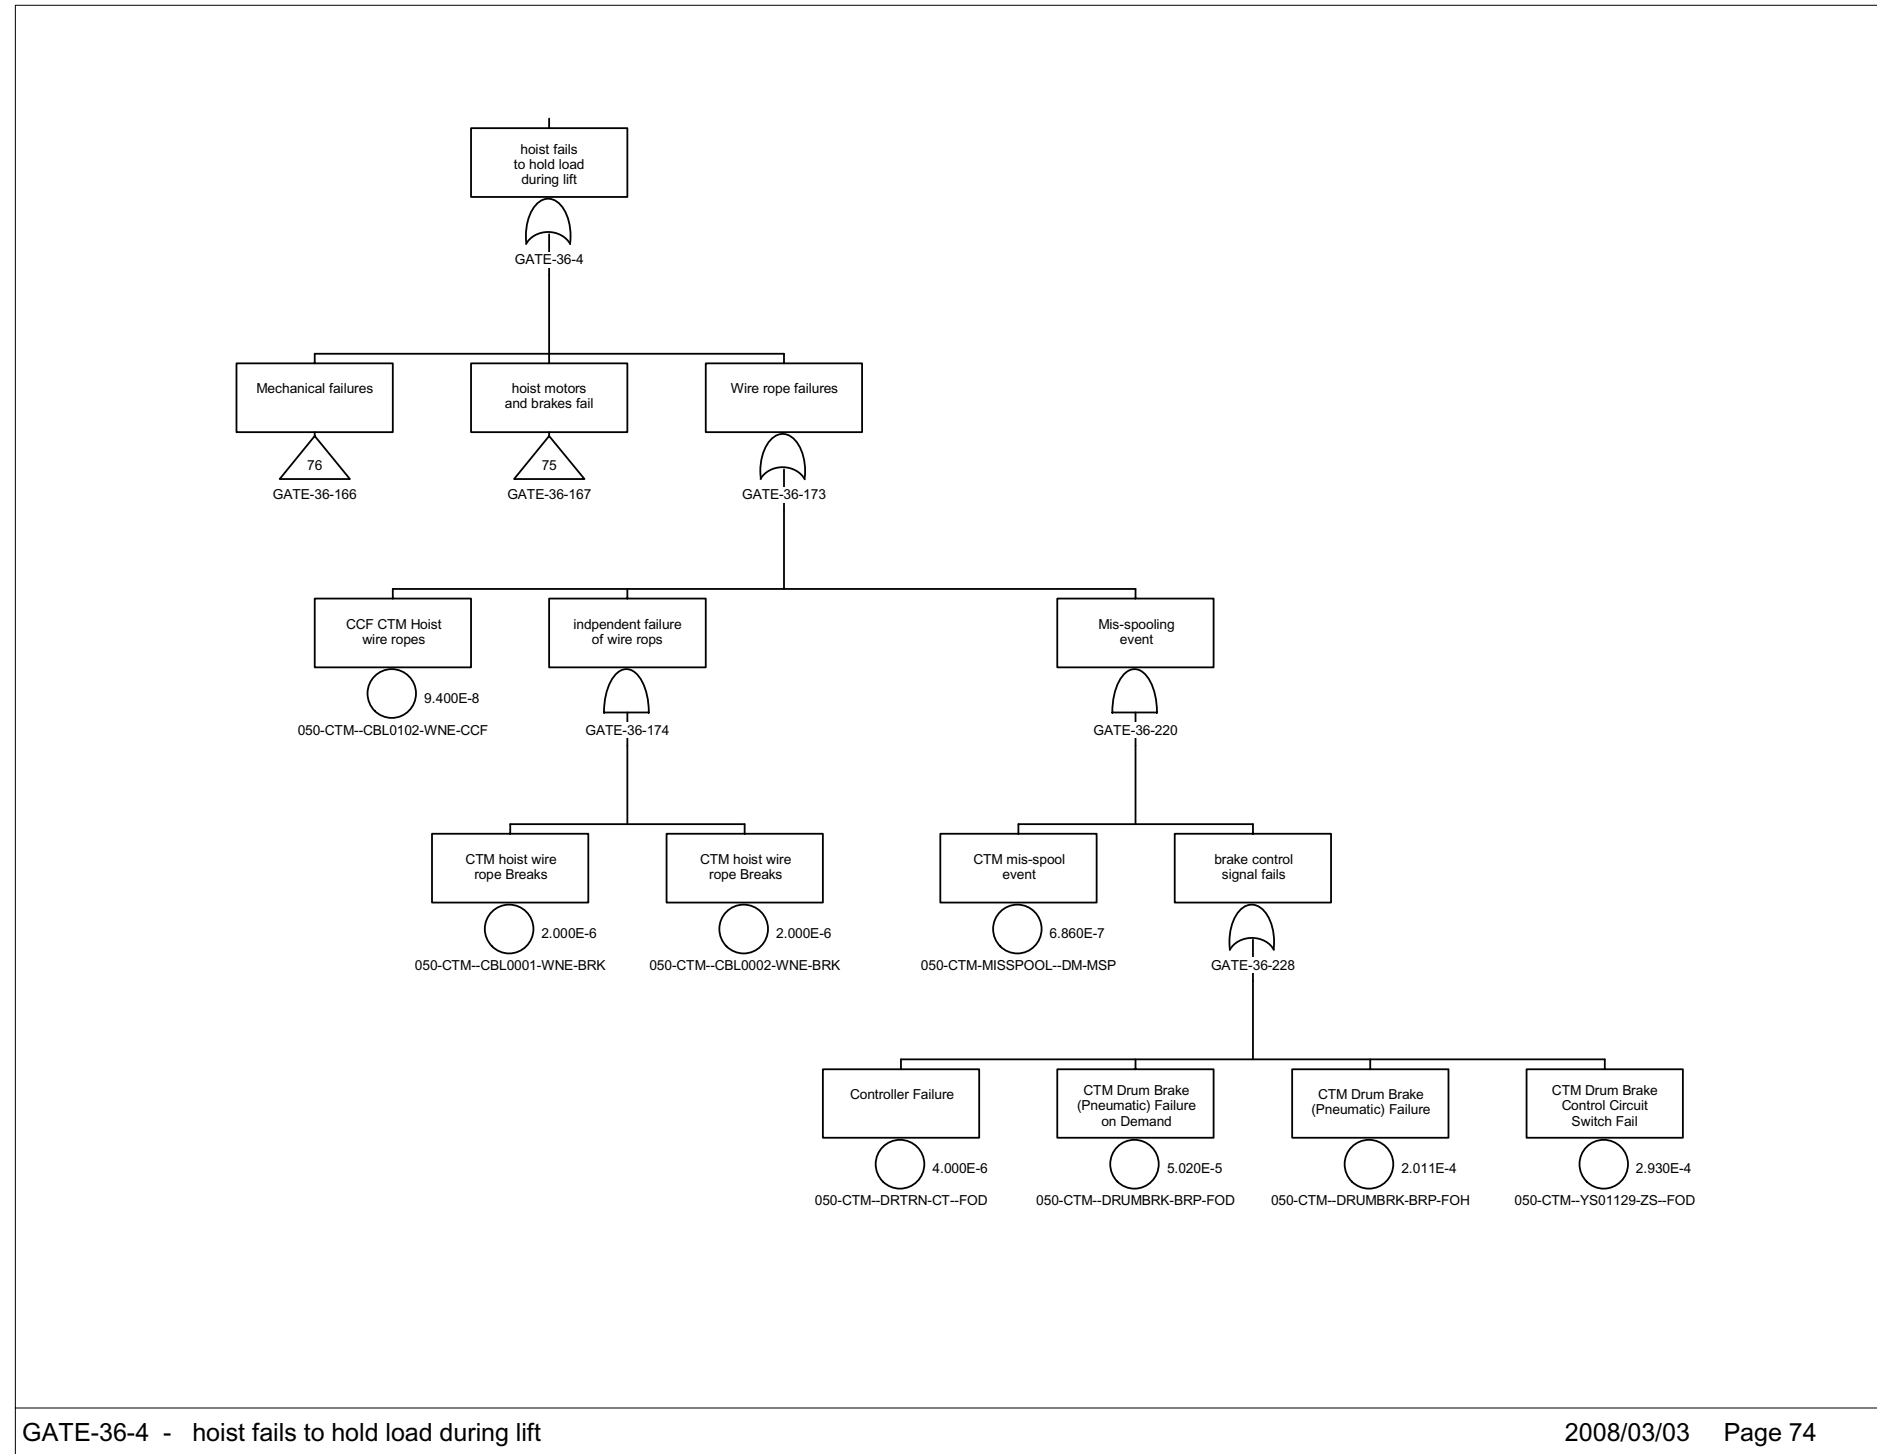 hoist fails
to hold load
during lift
GATE-36-4
Mechanical failures
76
GATE-36-166
hoist motors
and brakes fail
75
GATE-36-167
Wire rope failures
GATE-36-173
CCF CTM Hoist
wire ropes
9.400E-8
050-CTM--CBL0102-WNE-CCF
indpendent failure
of wire rops
GATE-36-174
Mis-spooling
event
GATE-36-220
CTM hoist wire
rope Breaks
2.000E-6
050-CTM--CBL0001-WNE-BRK
CTM hoist wire
rope Breaks
2.000E-6
050-CTM--CBL0002-WNE-BRK
CTM mis-spool
event
6.860E-7
050-CTM-MISSPOOL--DM-MSP
brake control
signal fails
GATE-36-228
Controller Failure
4.000E-6
050-CTM--DRTRN-CT--FOD
CTM Drum Brake
(Pneumatic) Failure
on Demand
5.020E-5
050-CTM--DRUMBRK-BRP-FOD
CTM Drum Brake
(Pneumatic) Failure
2.011E-4
050-CTM--DRUMBRK-BRP-FOH
CTM Drum Brake
Control Circuit
Switch Fail
2.930E-4
050-CTM--YS01129-ZS--FOD
GATE-36-4 - hoist fails to hold load during lift
2008/03/03 Page 74